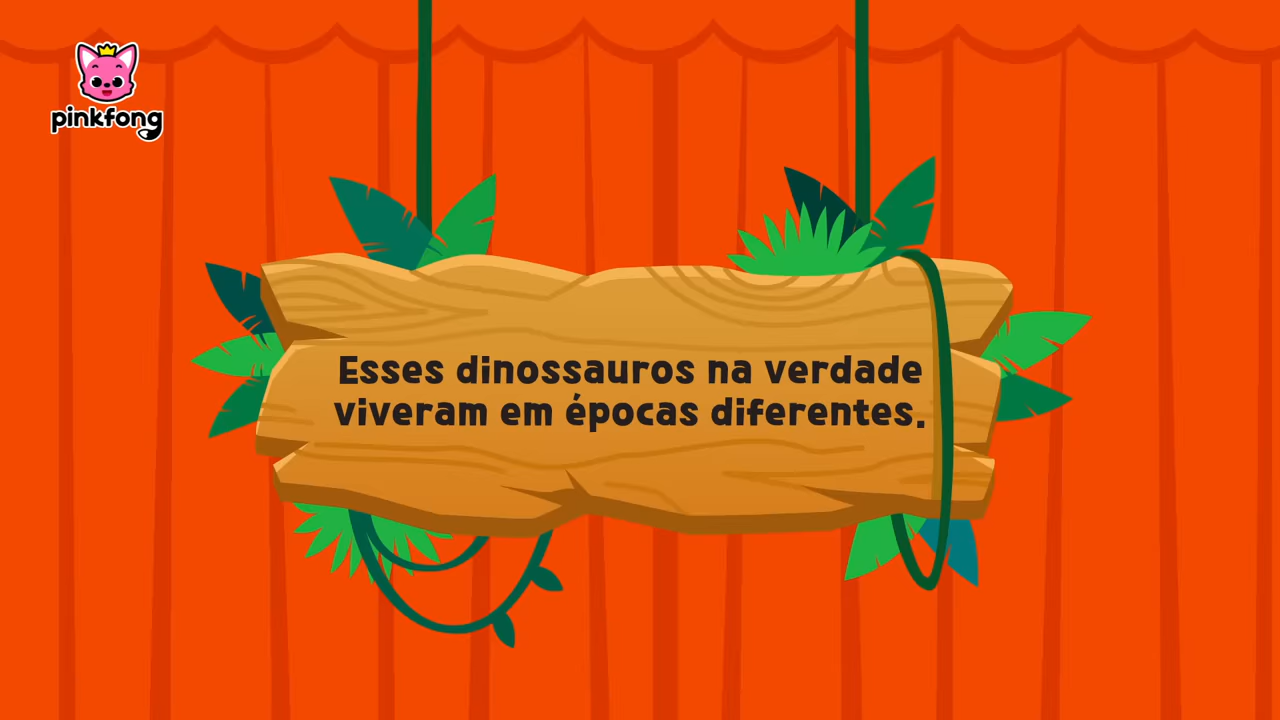 pinkfong
Esses dinossauros na verdade
viveram em épocas diferentes.